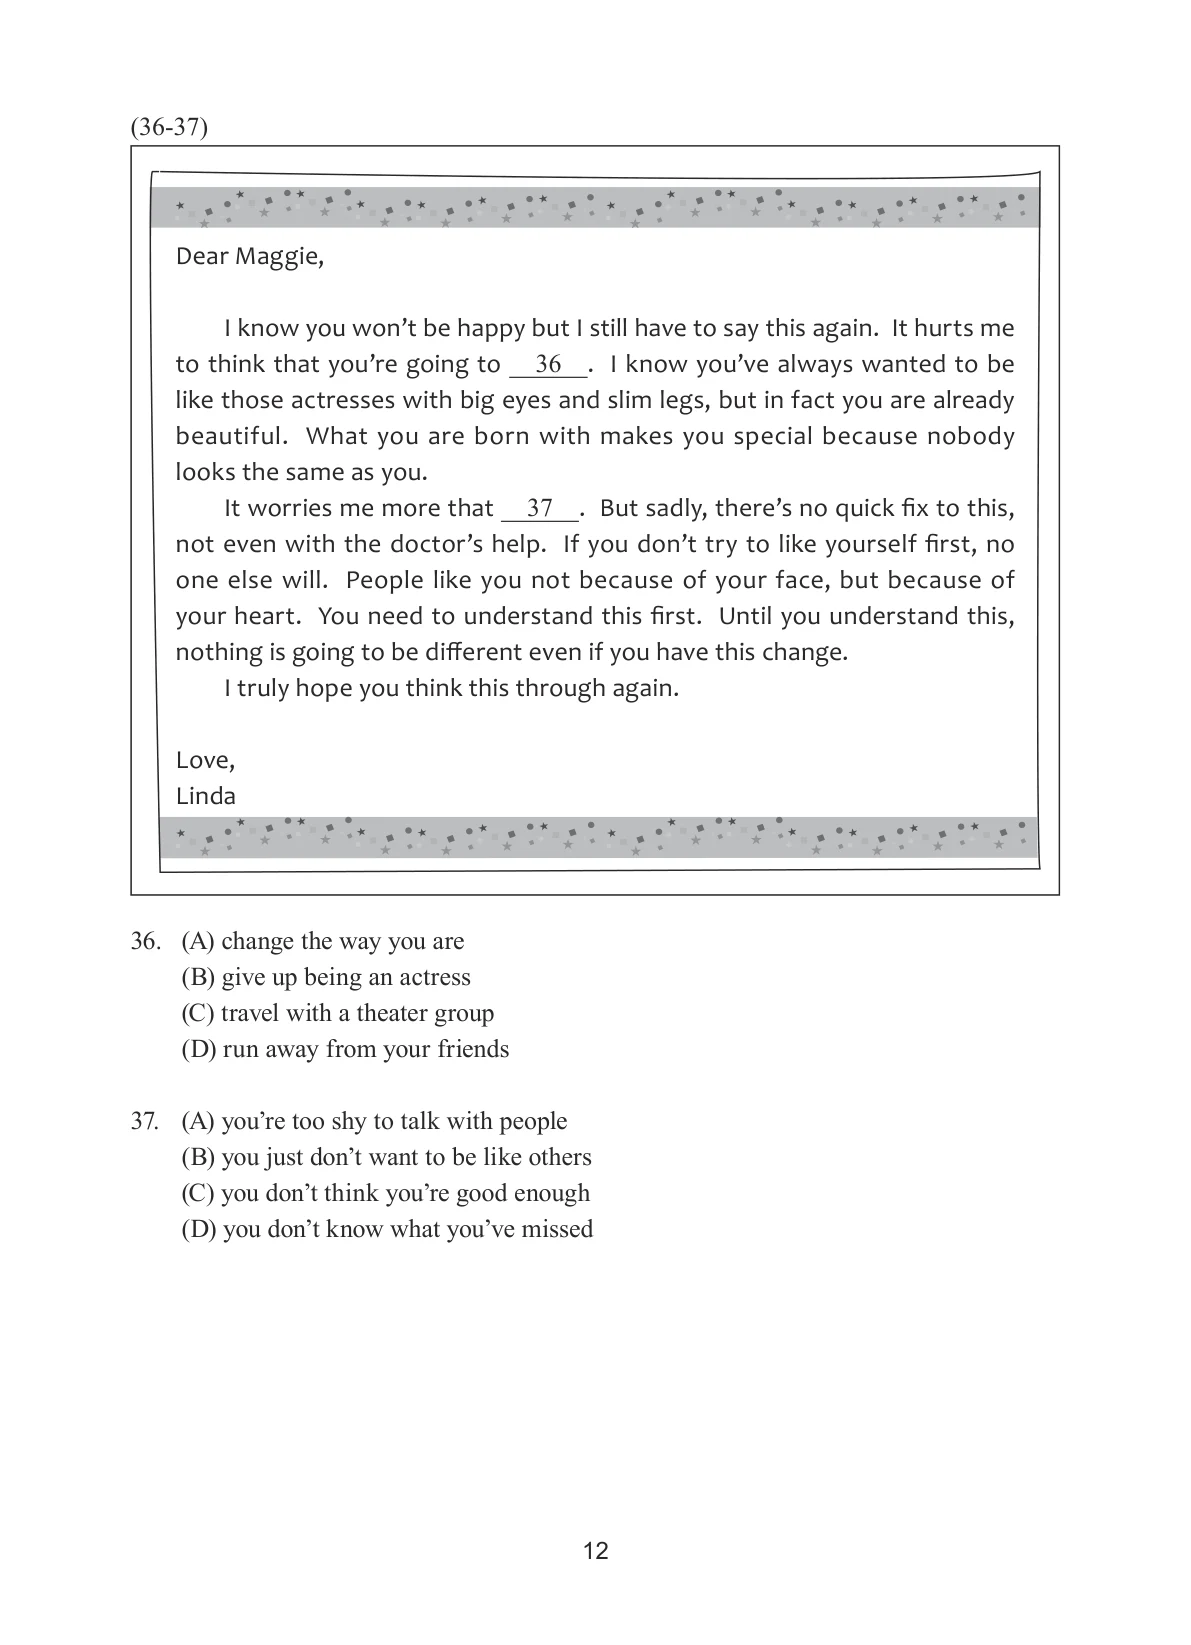 (36-37)
Dear Maggie,
I know you won’t be happy but I still have to say this again. It hurts me
to think that you’re going to 36 . I know you’ve always wanted to be
like those actresses with big eyes and slim legs, but in fact you are already
beautiful. What you are born with makes you special because nobody
looks the same as you.
It worries me more that 37 . But sadly, there’s no quick fix to this,
not even with the doctor’s help. If you don’t try to like yourself first, no
one else will. People like you not because of your face, but because of
your heart. You need to understand this first. Until you understand this,
nothing is going to be different even if you have this change.
I truly hope you think this through again.
Love,
Linda
36. (A) change the way you are
(B) give up being an actress
(C) travel with a theater group
(D) run away from your friends
37. (A) you’re too shy to talk with people
(B) you just don’t want to be like others
(C) you don’t think you’re good enough
(D) you don’t know what you’ve missed
12